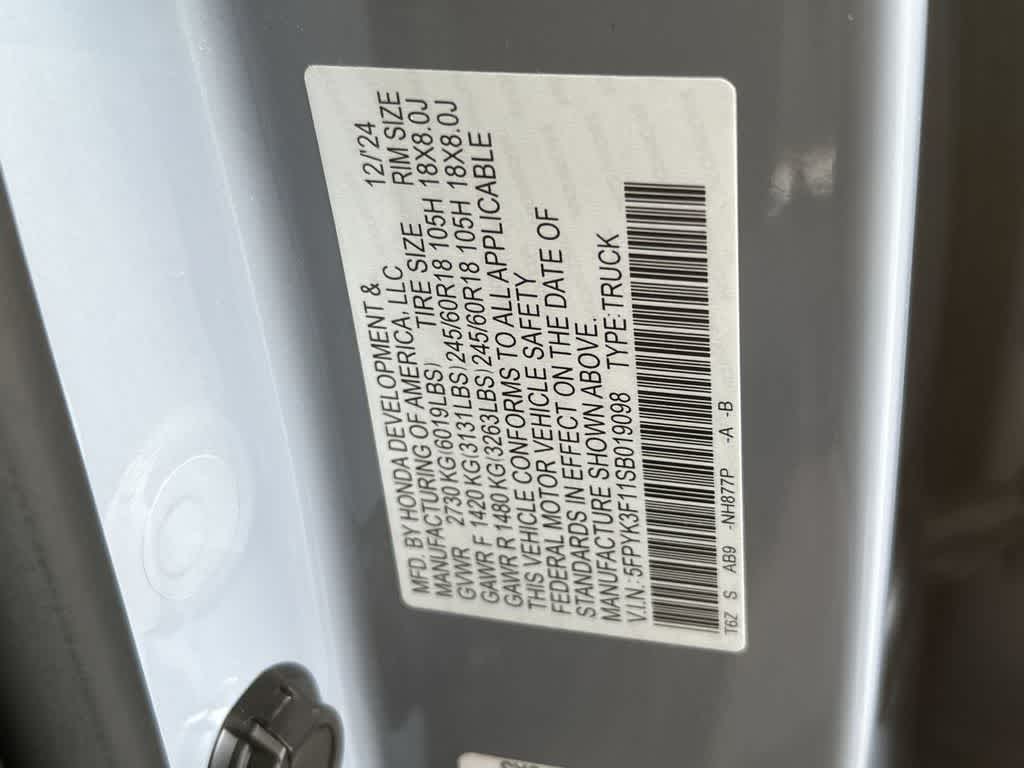 MFD. BY HONDA DEVELOPMENT & 12/'24
MANUFACTURING OF AMERICA, LLC
GVWR 2730 KG(6019LBS) TIRE SIZE RIM SIZE
GAWR F 1420 KG(3131LBS)245/60R18 105H 18X8.0J
GAWR R 1480 KG(3263LBS)245/60R18 105H 18X8.0J
THIS VEHICLE CONFORMS TO ALL APPLICABLE
FEDERAL MOTOR VEHICLE SAFETY
STANDARDS IN EFFECT ON THE DATE OF
MANUFACTURE SHOWN ABOVE.
V.I.N.:5FPYK3F11SB019098 TYPE:TRUCK
T6Z S AB9 -NH877P -A -B